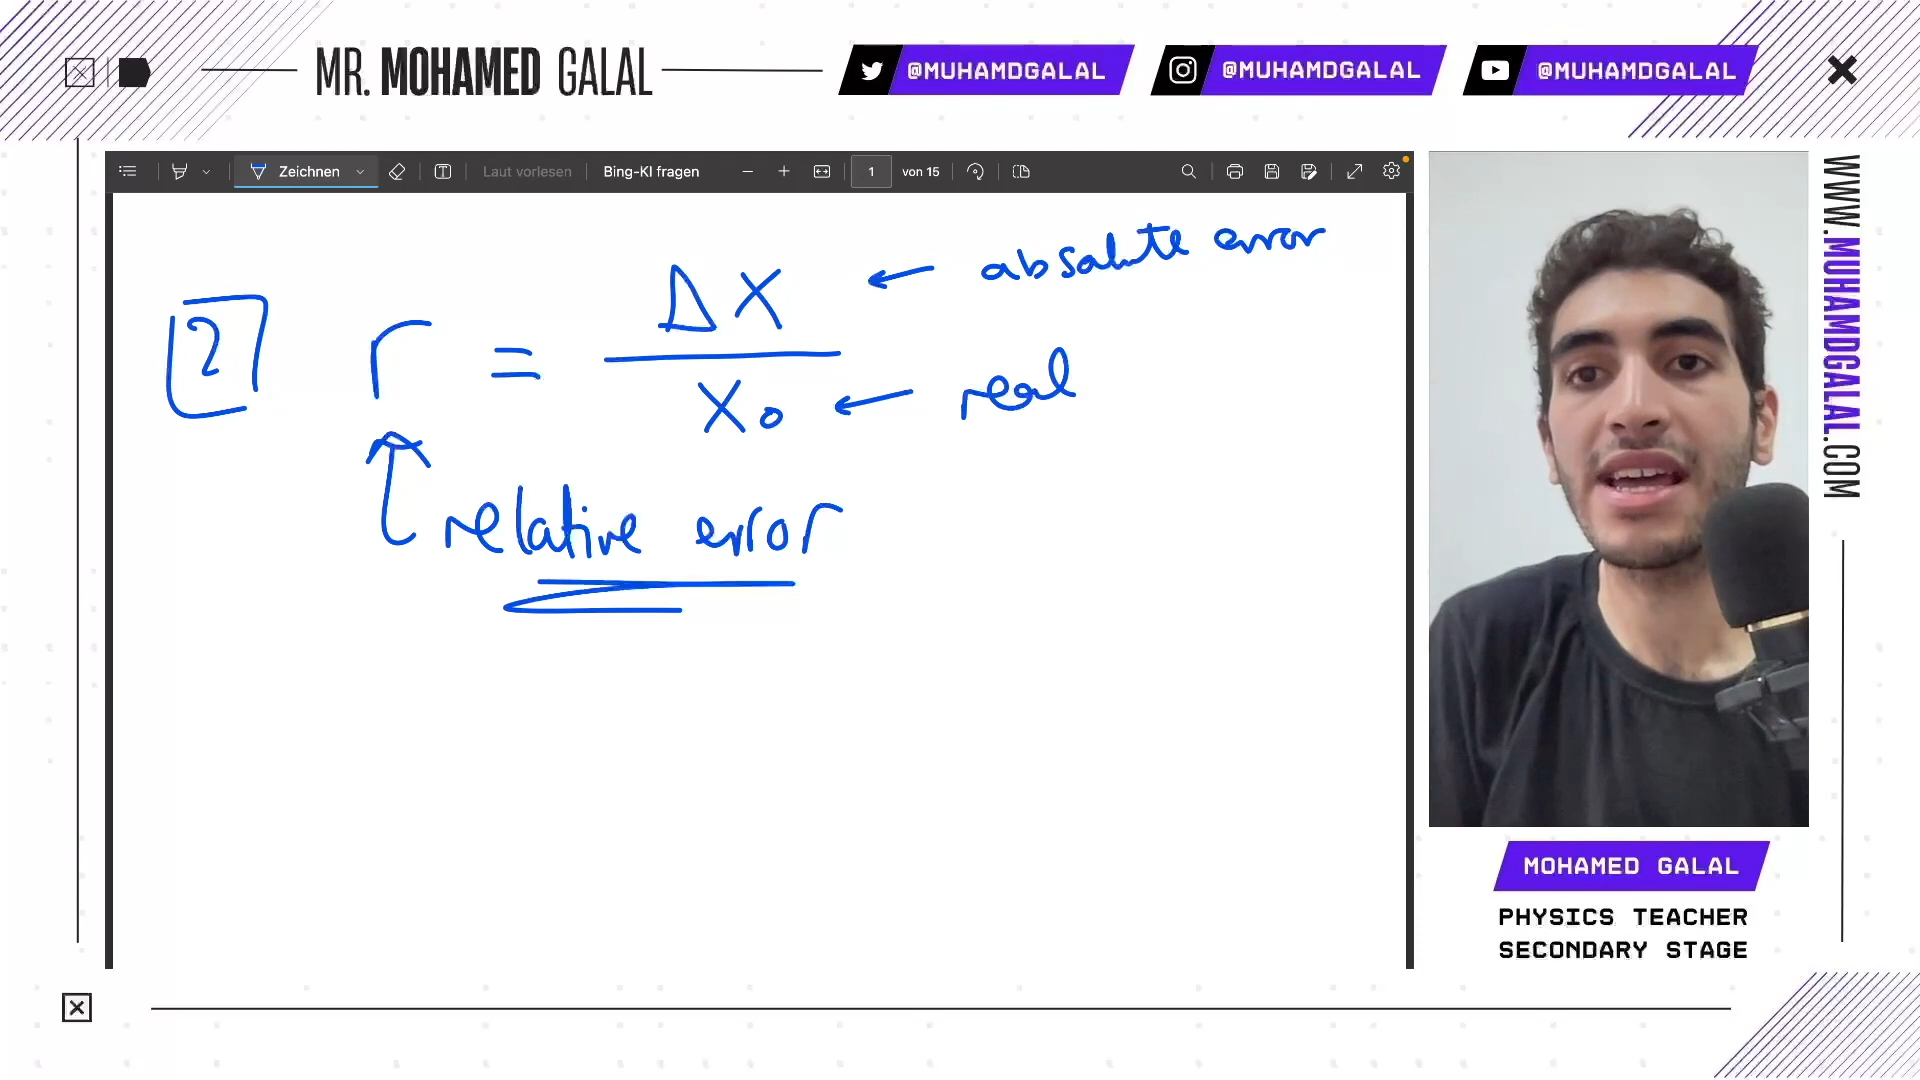 MR. MOHAMED GALAL
@MUHAMDGALAL
@MUHAMDGALAL
@MUHAMDGALAL
Zeichnen
Laut vorlesen
Bing-KI fragen
1
von 15
WWW.MUHAMDGALAL.COM
2
r = ΔX / X₀
← absolute error
← real
relative error
MOHAMED GALAL
PHYSICS TEACHER
SECONDARY STAGE